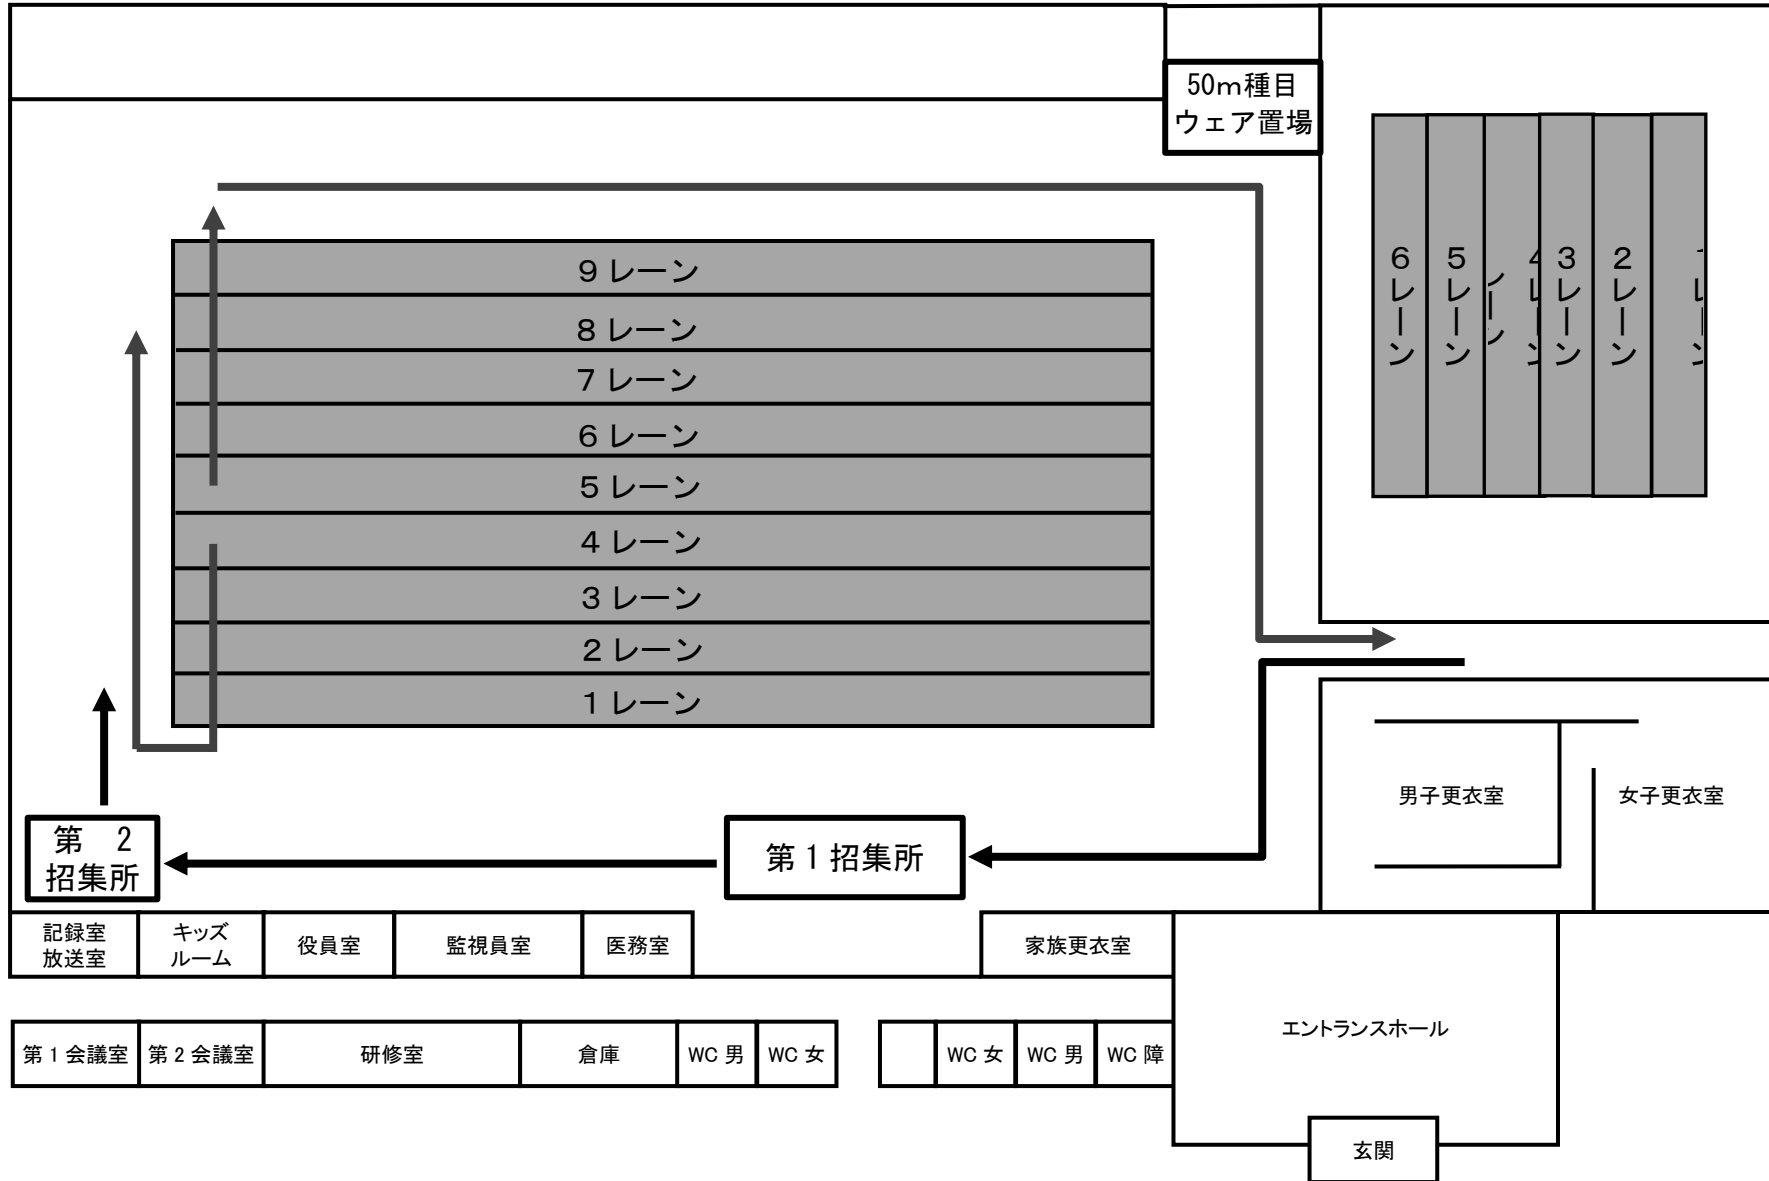 50m種目
ウェア置場
9レーン
8レーン
7レーン
6レーン
5レーン
4レーン
3レーン
2レーン
1レーン
6レーン
5レーン
4レーン
3レーン
2レーン
男子更衣室
女子更衣室
第　2
招集所
第1招集所
記録室
放送室
キッズ
ルーム
役員室
監視員室
医務室
家族更衣室
第1会議室
第2会議室
研修室
倉庫
WC 男
WC 女
WC 女
WC 男
WC 障
エントランスホール
玄関